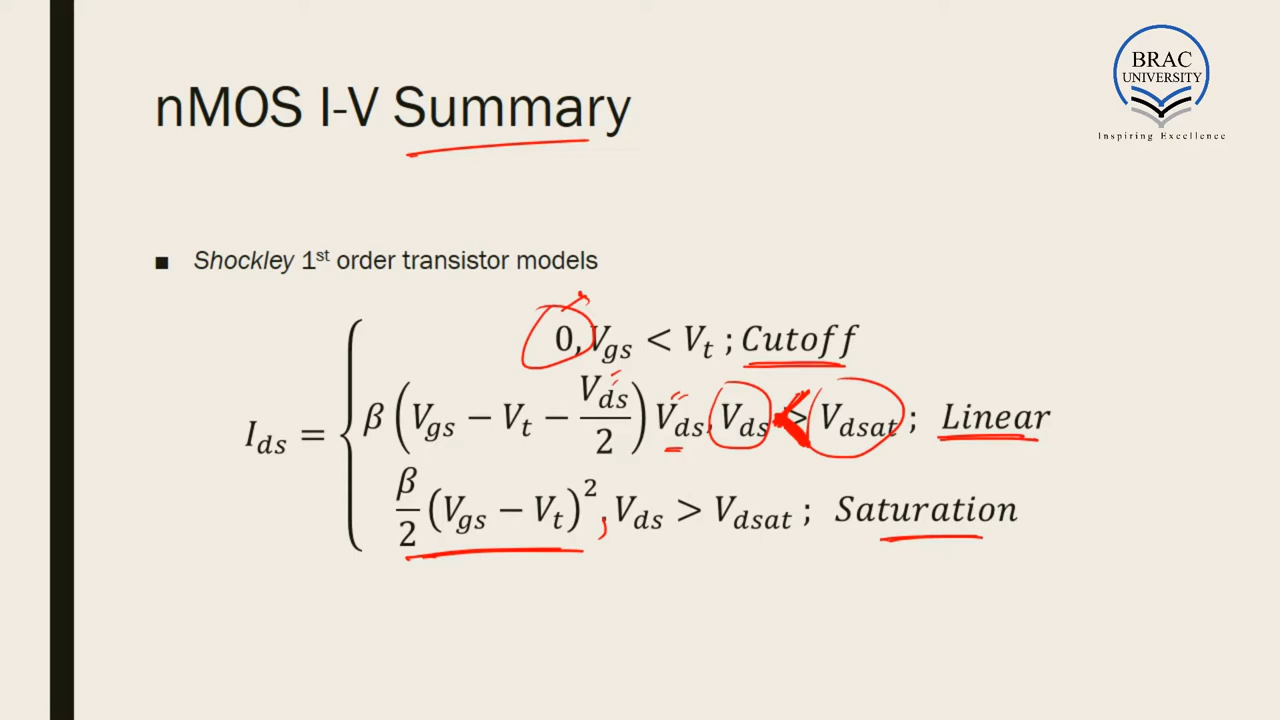 BRAC
UNIVERSITY
Inspiring Excellence
nMOS I-V Summary
■ Shockley 1st order transistor models
0, V_gs < V_t ; Cutoff
I_ds = { β (V_gs − V_t − V_ds/2) V_ds, V_ds < V_dsat ; Linear
β/2 (V_gs − V_t)^2, V_ds > V_dsat ; Saturation